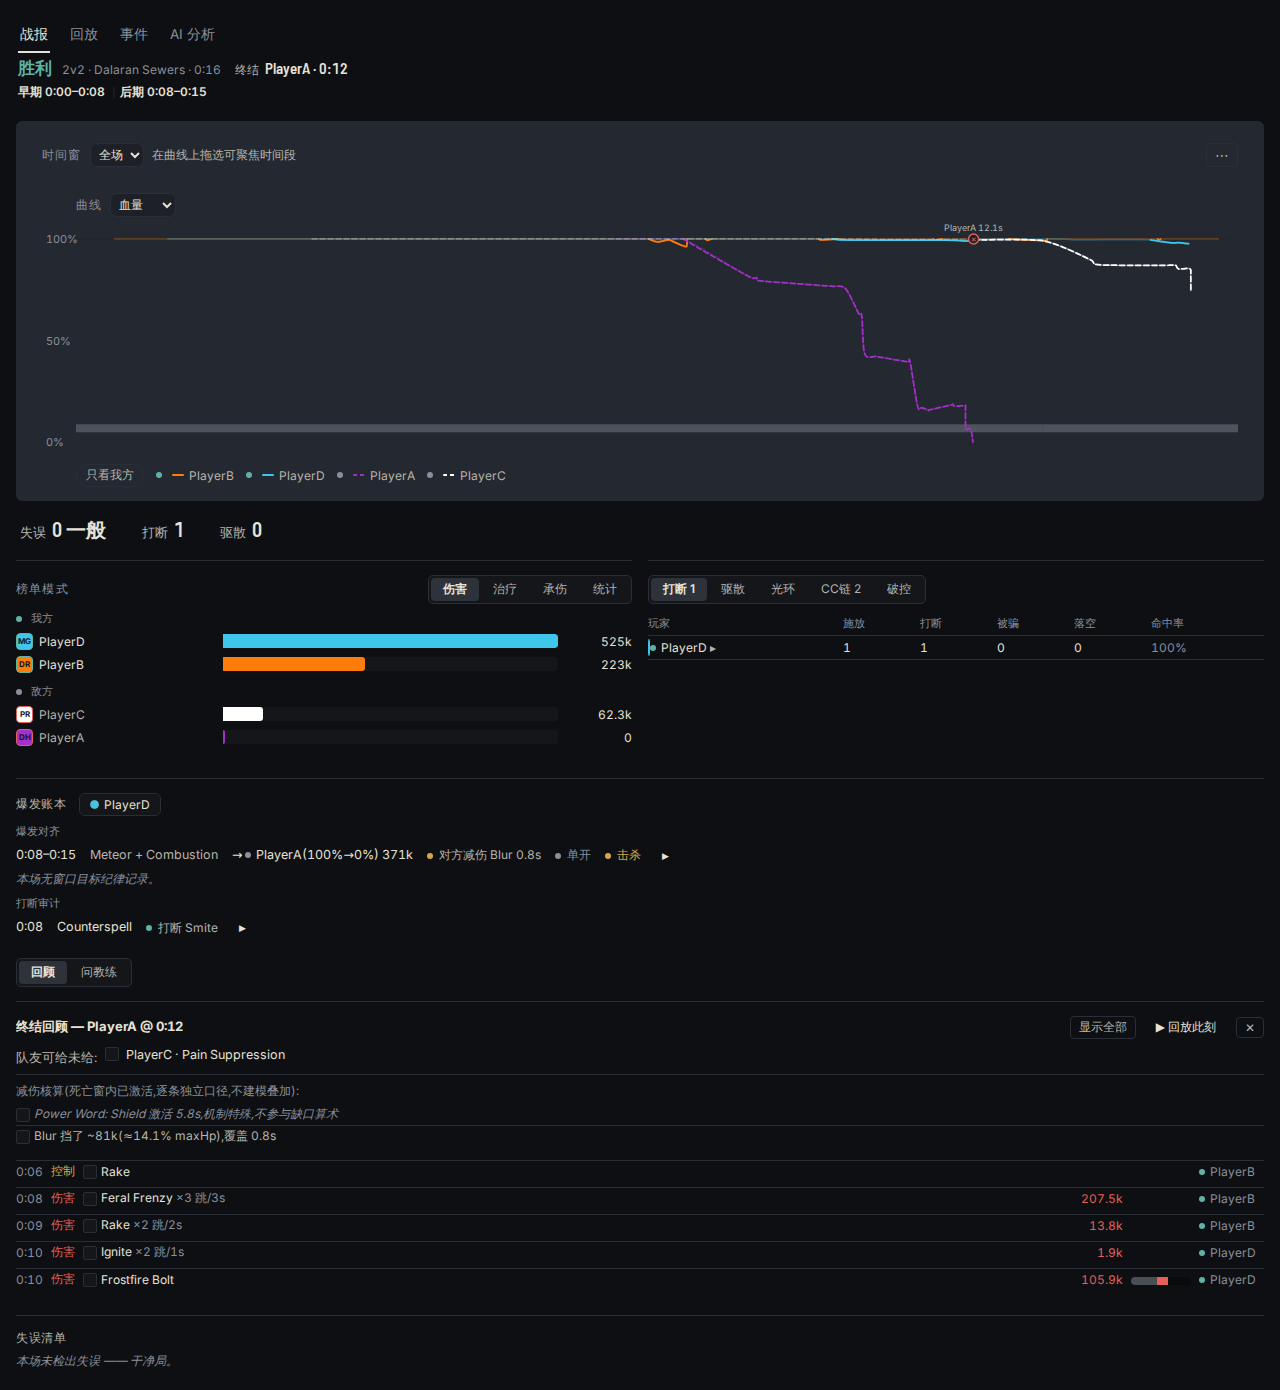 战报 回放 事件 AI 分析
胜利 2v2 · Dalaran Sewers · 0:16 终结 PlayerA · 0:12
早期 0:00–0:08 后期 0:08–0:15
时间窗 全场 在曲线上拖选可聚焦时间段 ⋯
曲线 血量
PlayerA 12.1s
100%
50%
0%
只看我方 PlayerB PlayerD PlayerA PlayerC
失误 0 一般 打断 1 驱散 0
榜单模式 伤害 治疗 承伤 统计
我方
MG PlayerD 525k
DR PlayerB 223k
敌方
PR PlayerC 62.3k
DH PlayerA 0
打断 1 驱散 光环 CC链 2 破控
玩家 施放 打断 被骗 落空 命中率
PlayerD ▸ 1 1 0 0 100%
爆发账本 PlayerD
爆发对齐
0:08–0:15 Meteor + Combustion → PlayerA(100%→0%) 371k 对方减伤 Blur 0.8s 单开 击杀 ▸
本场无窗口目标纪律记录。
打断审计
0:08 Counterspell 打断 Smite ▸
回顾 问教练
终结回顾 — PlayerA @ 0:12 显示全部 ▶ 回放此刻 ✕
队友可给未给: PlayerC · Pain Suppression
减伤核算(死亡窗内已激活,逐条独立口径,不建模叠加):
Power Word: Shield 激活 5.8s,机制特殊,不参与缺口算术
Blur 挡了 ~81k(≈14.1% maxHp),覆盖 0.8s
0:06 控制 Rake PlayerB
0:08 伤害 Feral Frenzy ×3 跳/3s 207.5k PlayerB
0:09 伤害 Rake ×2 跳/2s 13.8k PlayerB
0:10 伤害 Ignite ×2 跳/1s 1.9k PlayerD
0:10 伤害 Frostfire Bolt 105.9k PlayerD
失误清单
本场未检出失误 —— 干净局。